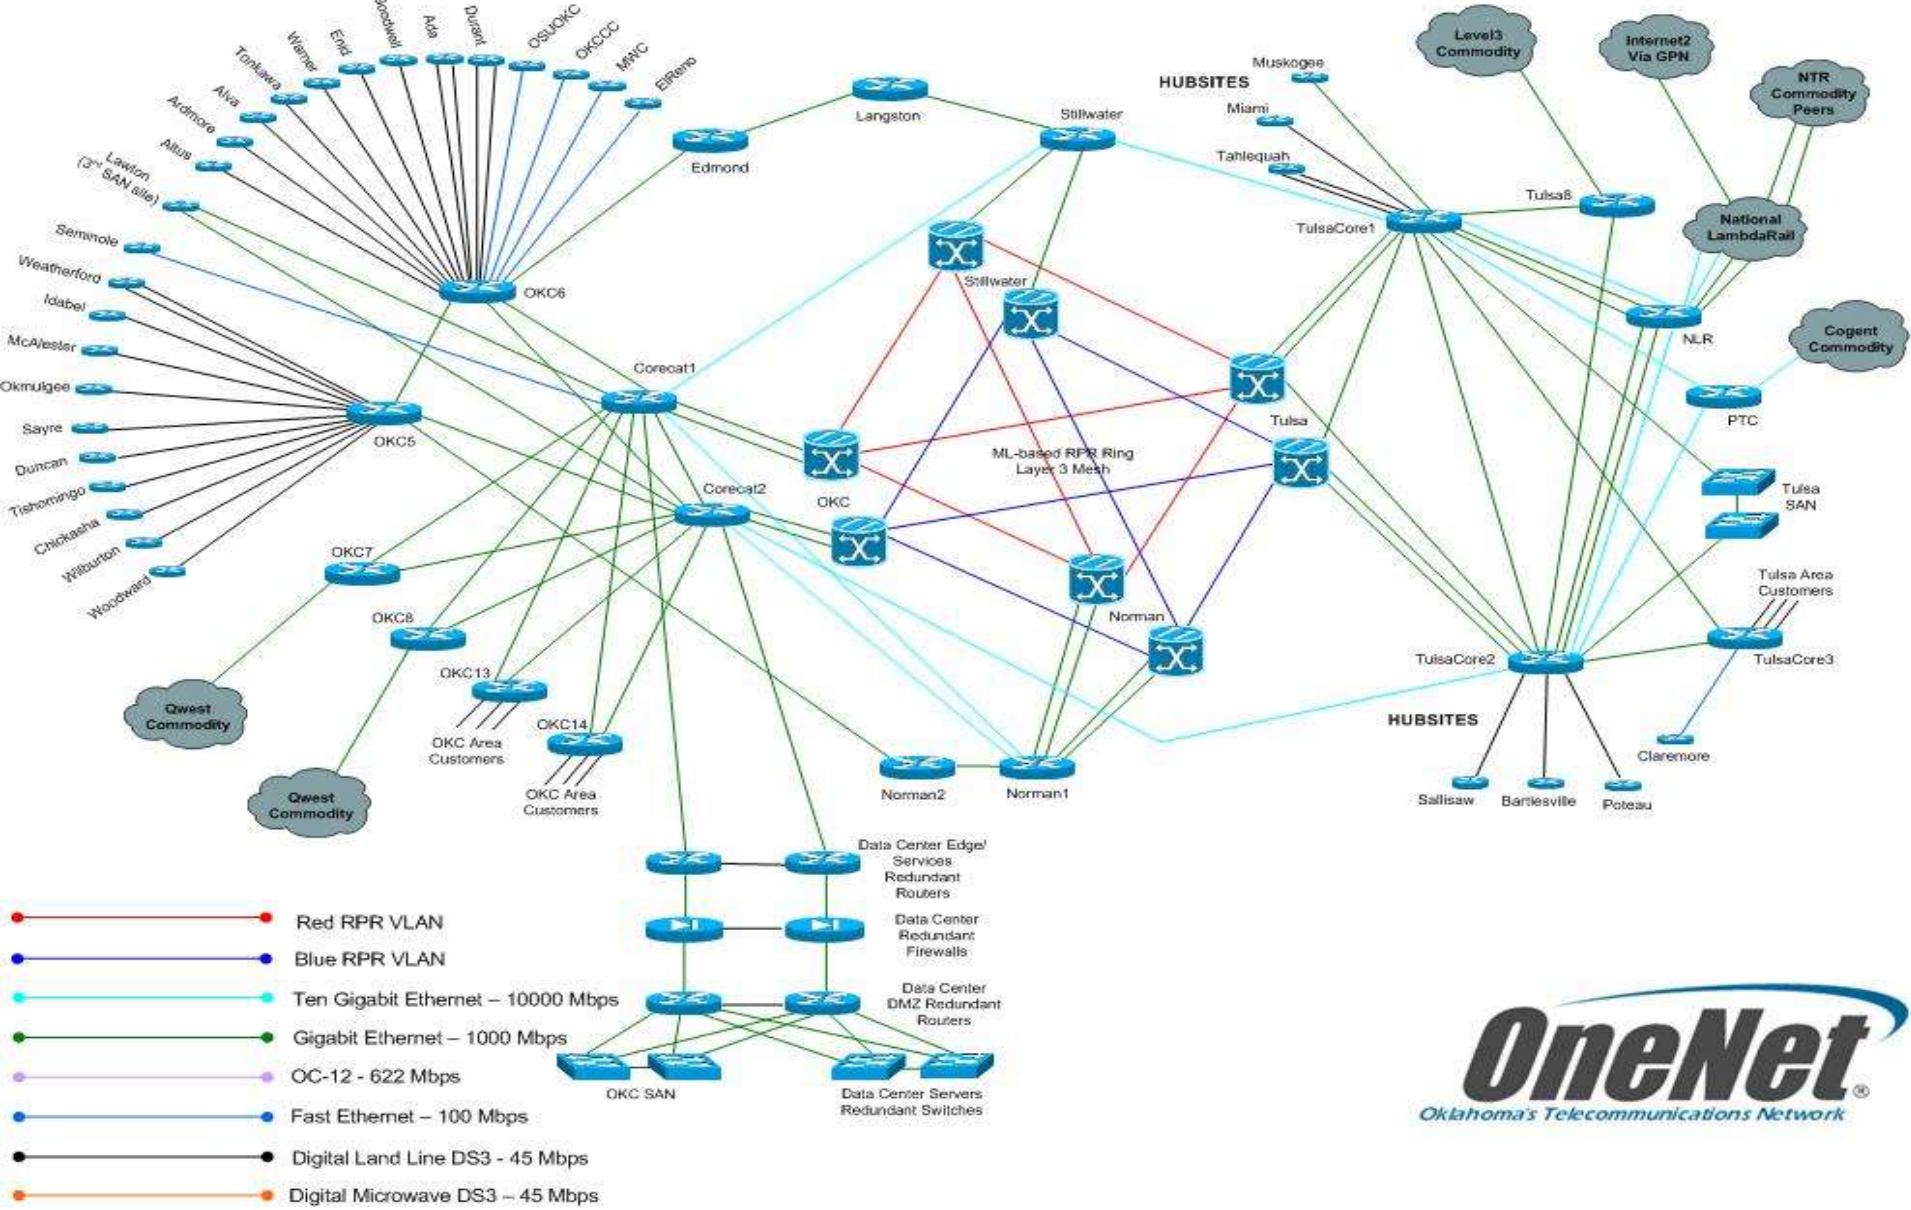 Goodwell
Ada
Durant
OSUOKC
OKCCC
MWC
ElReno
Enid
Warner
Tonkawa
Alva
Ardmore
Altus
Lawton
(3rd SAN site)
Seminole
Weatherford
Idabel
McAlester
Okmulgee
Sayre
Duncan
Tishomingo
Chickasha
Wilburton
Woodward
OKC6
OKC5
Edmond
Langston
Stillwater
Corecat1
Corecat2
Stillwater
OKC
Tulsa
Norman
ML-based RPR Ring
Layer 3 Mesh
HUBSITES
Muskogee
Miami
Tahlequah
TulsaCore1
Level3
Commodity
Internet2
Via GPN
NTR
Commodity
Peers
Tulsa8
National
LambdaRail
NLR
Cogent
Commodity
PTC
Tulsa
SAN
Tulsa Area
Customers
TulsaCore3
TulsaCore2
HUBSITES
Claremore
Sallisaw
Bartlesville
Poteau
OKC7
OKC8
OKC13
OKC Area
Customers
OKC14
OKC Area
Customers
Qwest
Commodity
Qwest
Commodity
Norman2
Norman1
Data Center Edge/
Services
Redundant
Routers
Data Center
Redundant
Firewalls
Data Center
DMZ Redundant
Routers
OKC SAN
Data Center Servers
Redundant Switches
Red RPR VLAN
Blue RPR VLAN
Ten Gigabit Ethernet – 10000 Mbps
Gigabit Ethernet – 1000 Mbps
OC-12 - 622 Mbps
Fast Ethernet – 100 Mbps
Digital Land Line DS3 - 45 Mbps
Digital Microwave DS3 – 45 Mbps
OneNet®
Oklahoma's Telecommunications Network